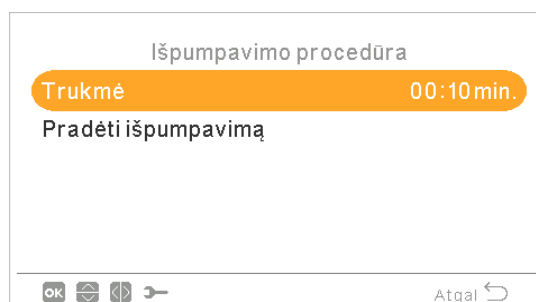 Išpumpavimo procedūra
Trukmė 00:10 min.
Pradėti išpumpavimą
OK Atgal